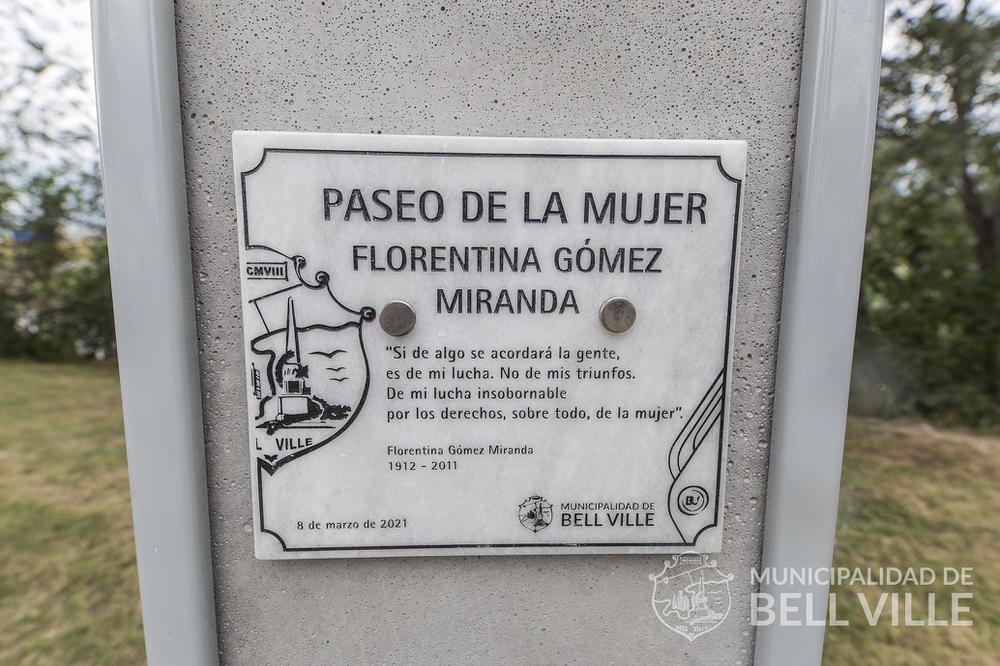 PASEO DE LA MUJER
FLORENTINA GÓMEZ
MIRANDA
CMVIII
"Si de algo se acordará la gente,
es de mi lucha. No de mis triunfos.
De mi lucha insobornable
por los derechos, sobre todo, de la mujer".
L VILLE
Florentina Gómez Miranda
1912 - 2011
8 de marzo de 2021
MUNICIPALIDAD DE
BELL VILLE
MUNICIPALIDAD DE
BELL VILLE
BELL VILLE